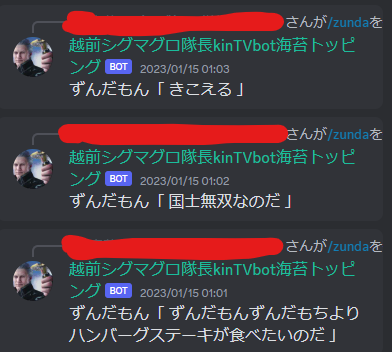 さんが/zundaを
越前シグマグロ隊長kinTVbot海苔トッピ
ング BOT 2023/01/15 01:03
ずんだもん「 きこえる 」
さんが/zundaを
越前シグマグロ隊長kinTVbot海苔トッピ
ング BOT 2023/01/15 01:02
ずんだもん「 国士無双なのだ 」
さんが/zundaを
越前シグマグロ隊長kinTVbot海苔トッピ
ング BOT 2023/01/15 01:01
ずんだもん「 ずんだもんずんだもちより
ハンバーグステーキが食べたいのだ 」